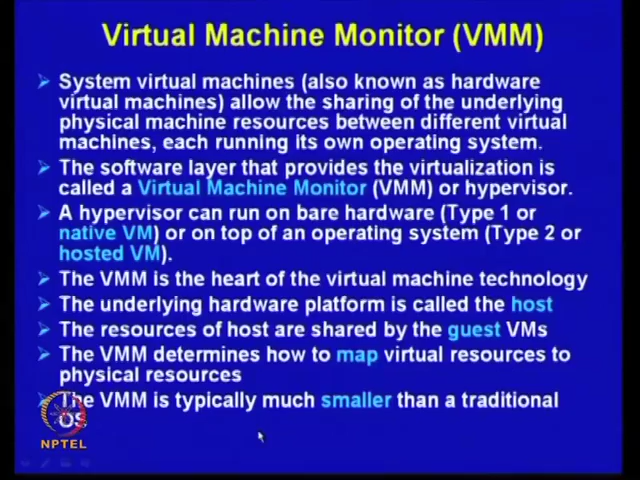 Virtual Machine Monitor (VMM)
System virtual machines (also known as hardware
virtual machines) allow the sharing of the underlying
physical machine resources between different virtual
machines, each running its own operating system.
The software layer that provides the virtualization is
called a Virtual Machine Monitor (VMM) or hypervisor.
A hypervisor can run on bare hardware (Type 1 or
native VM) or on top of an operating system (Type 2 or
hosted VM).
The VMM is the heart of the virtual machine technology
The underlying hardware platform is called the host
The resources of host are shared by the guest VMs
The VMM determines how to map virtual resources to
physical resources
The VMM is typically much smaller than a traditional
OS
NPTEL